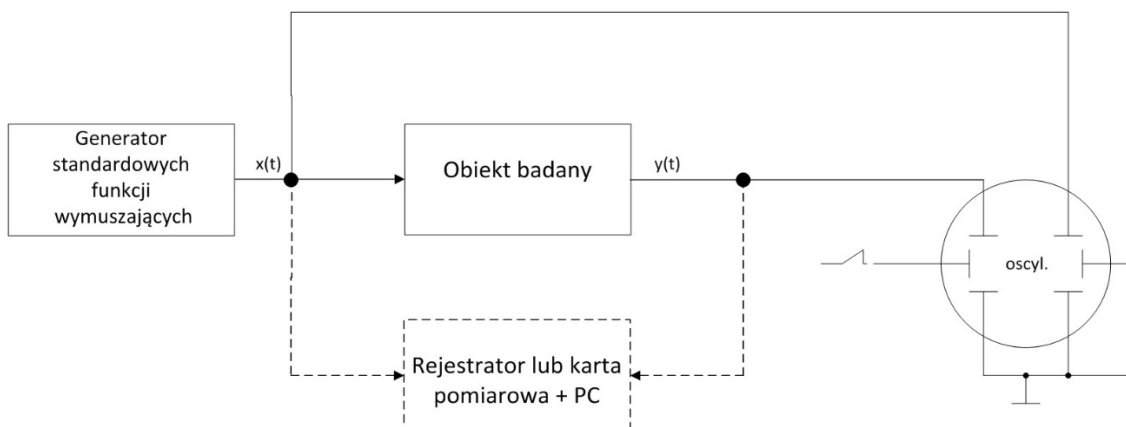 Generator
standardowych
funkcji
wymuszających
x(t)
Obiekt badany
y(t)
oscyl.
Rejestrator lub karta
pomiarowa + PC